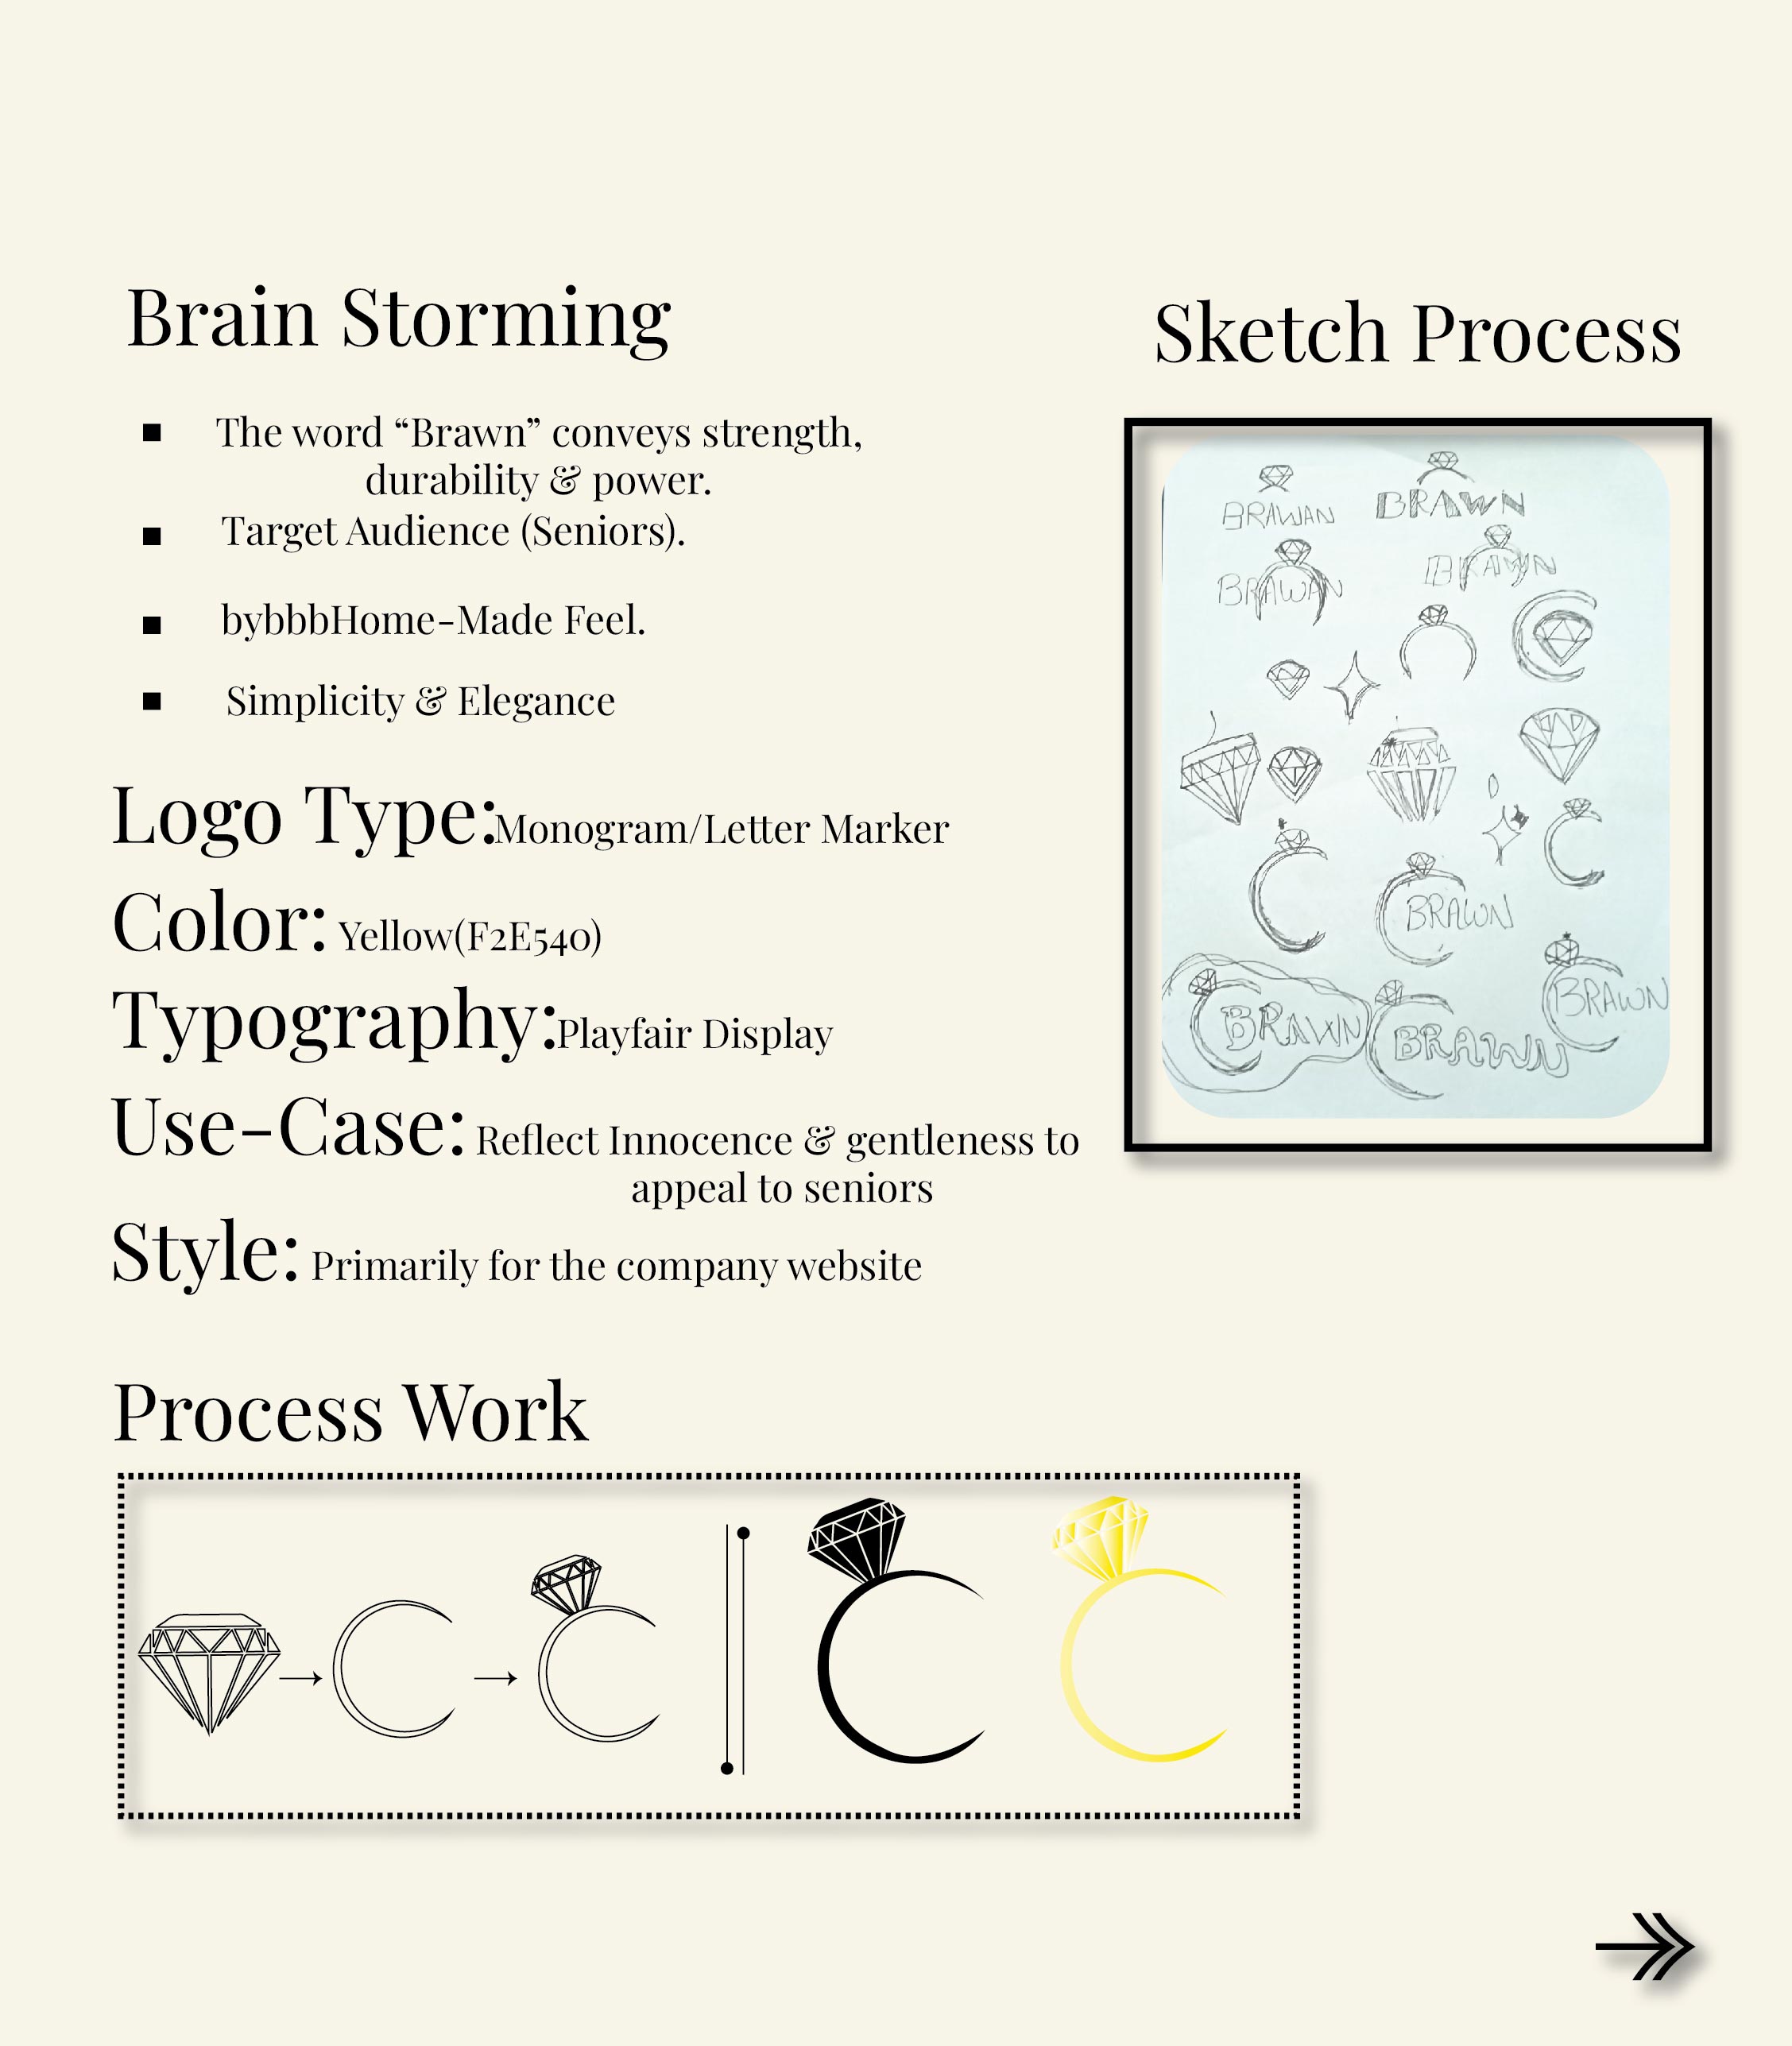 Brain Storming
The word “Brawn” conveys strength,
durability & power.
Target Audience (Seniors).
bybbbHome-Made Feel.
Simplicity & Elegance
Logo Type:Monogram/Letter Marker
Color: Yellow(F2E540)
Typography:Playfair Display
Use-Case: Reflect Innocence & gentleness to
appeal to seniors
Style: Primarily for the company website
Sketch Process
BRAWAN BRAWN
BRAWAN BRAWN
BRAWN
BRAWN BRAWN BRAWN
Process Work